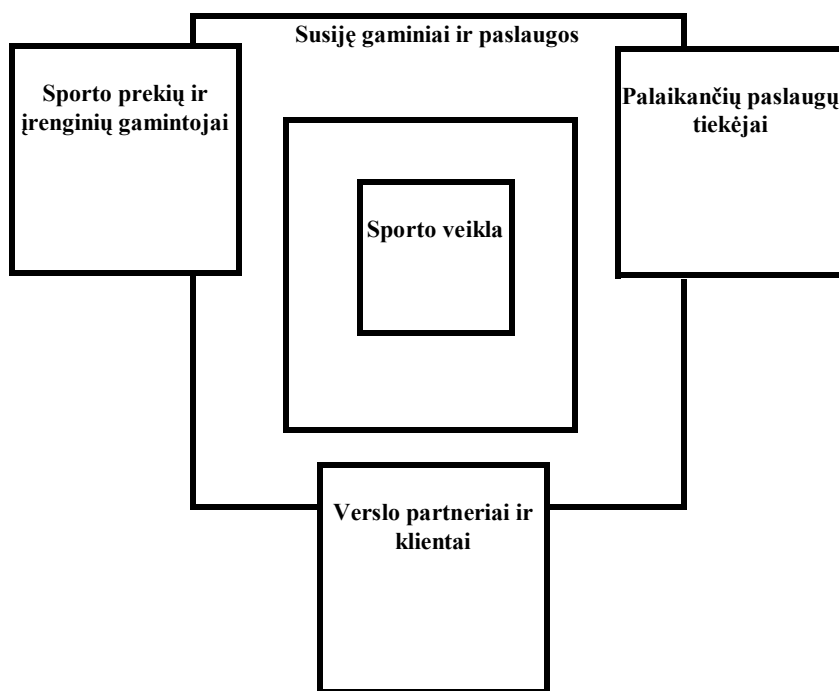 Susiję gaminiai ir paslaugos
Sporto prekių ir
įrenginių gamintojai
Palaikančių paslaugų
tiekėjai
Sporto veikla
Verslo partneriai ir
klientai